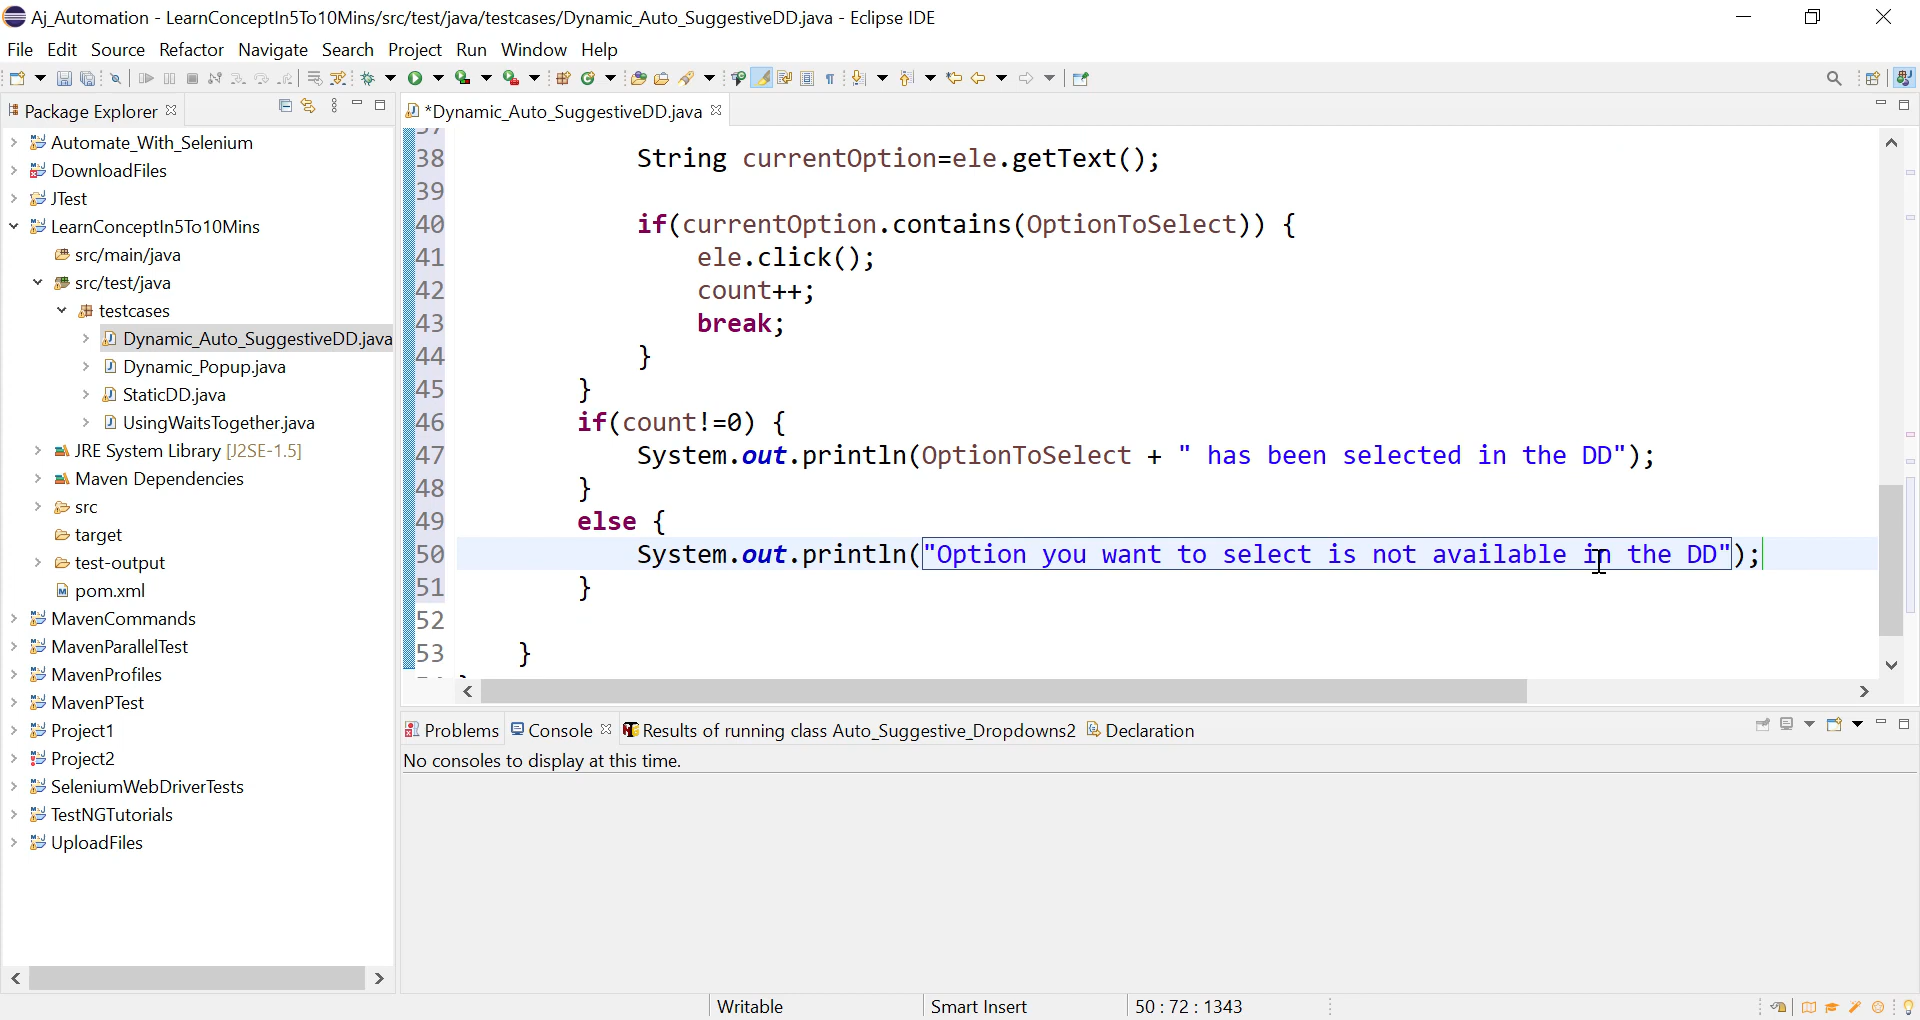 Aj_Automation - LearnConceptIn5To10Mins/src/test/java/testcases/Dynamic_Auto_SuggestiveDD.java - Eclipse IDE
File Edit Source Refactor Navigate Search Project Run Window Help
Package Explorer
Automate_With_Selenium
DownloadFiles
JTest
LearnConceptIn5To10Mins
src/main/java
src/test/java
testcases
Dynamic_Auto_SuggestiveDD.java
Dynamic_Popup.java
StaticDD.java
UsingWaitsTogether.java
JRE System Library [J2SE-1.5]
Maven Dependencies
src
target
test-output
pom.xml
MavenCommands
MavenParallelTest
MavenProfiles
MavenPTest
Project1
Project2
SeleniumWebDriverTests
TestNGTutorials
UploadFiles
*Dynamic_Auto_SuggestiveDD.java
38 String currentOption=ele.getText();
39
40 if(currentOption.contains(OptionToSelect)) {
41 ele.click();
42 count++;
43 break;
44 }
45 }
46 if(count!=0) {
47 System.out.println(OptionToSelect + " has been selected in the DD");
48 }
49 else {
50 System.out.println("Option you want to select is not available in the DD");
51 }
52
53 }
Problems Console Results of running class Auto_Suggestive_Dropdowns2 Declaration
No consoles to display at this time.
Writable Smart Insert 50 : 72 : 1343